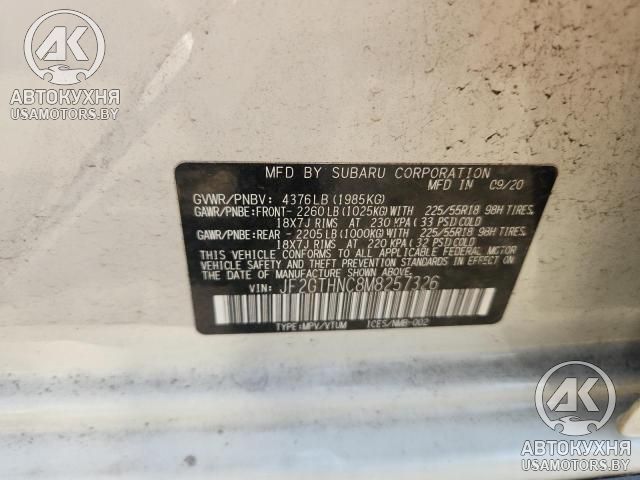 AK
АВТОКУХНЯ
USAMOTORS.BY
MFD BY SUBARU CORPORATION
MFD IN 09/20
GVWR/PNBV: 4376LB(1985KG)
GAWR/PNBE:FRONT- 2260LB(1025KG)WITH 225/55R18 98H TIRES,
18X7J RIMS AT 230 KPA(33 PSI)COLD
GAWR/PNBE:REAR - 2205LB(1000KG)WITH 225/55R18 98H TIRES,
18X7J RIMS AT 220 KPA(32 PSI)COLD
THIS VEHICLE CONFORMS TO ALL APPLICABLE FEDERAL MOTOR
VEHICLE SAFETY, BUMPER, AND THEFT PREVENTION STANDARDS
IN EFFECT ON THE DATE OF MANUFACTURE SHOWN ABOVE.
VIN: JF2GTHNC8M8257326
TYPE:MPV/VTUM ICES/NMB-002
AK
АВТОКУХНЯ
USAMOTORS.BY